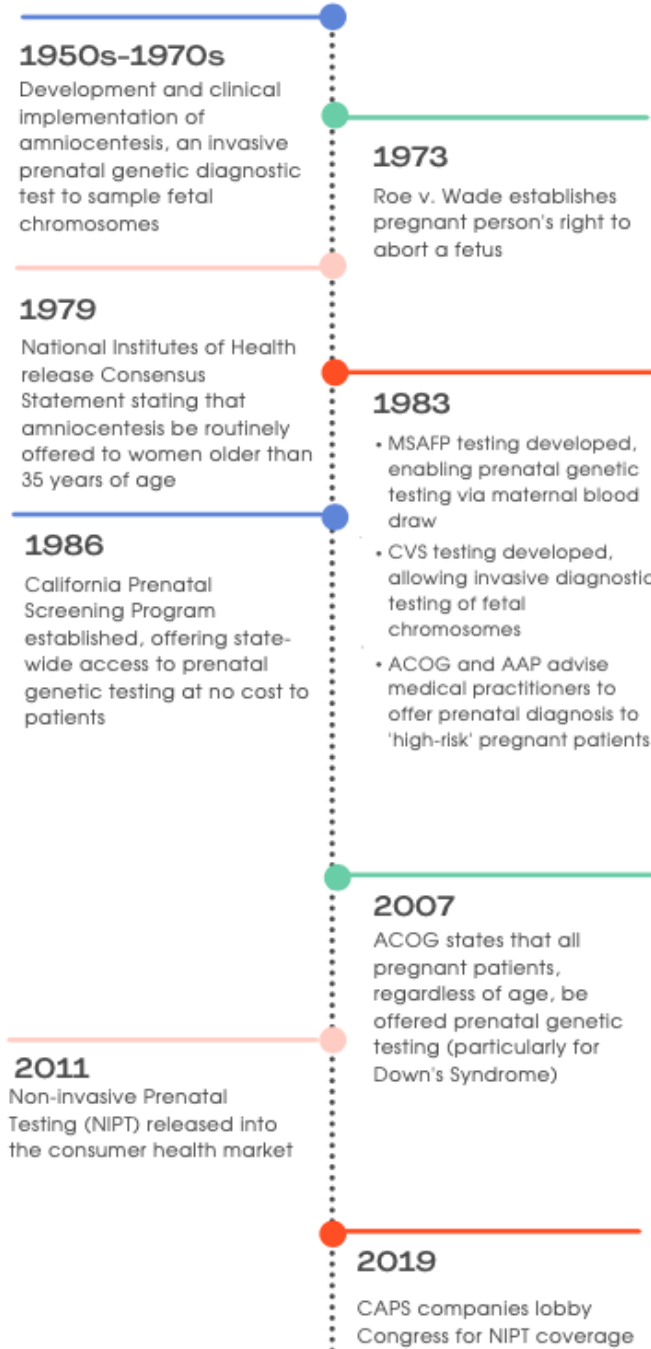 1950s-1970s
Development and clinical
implementation of
amniocentesis, an invasive
prenatal genetic diagnostic
test to sample fetal
chromosomes
1973
Roe v. Wade establishes
pregnant person's right to
abort a fetus
1979
National Institutes of Health
release Consensus
Statement stating that
amniocentesis be routinely
offered to women older than
35 years of age
1983
• MSAFP testing developed,
enabling prenatal genetic
testing via maternal blood
draw
• CVS testing developed,
allowing invasive diagnostic
testing of fetal
chromosomes
• ACOG and AAP advise
medical practitioners to
offer prenatal diagnosis to
'high-risk' pregnant patients
1986
California Prenatal
Screening Program
established, offering state-
wide access to prenatal
genetic testing at no cost to
patients
2007
ACOG states that all
pregnant patients,
regardless of age, be
offered prenatal genetic
testing (particularly for
Down's Syndrome)
2011
Non-invasive Prenatal
Testing (NIPT) released into
the consumer health market
2019
CAPS companies lobby
Congress for NIPT coverage